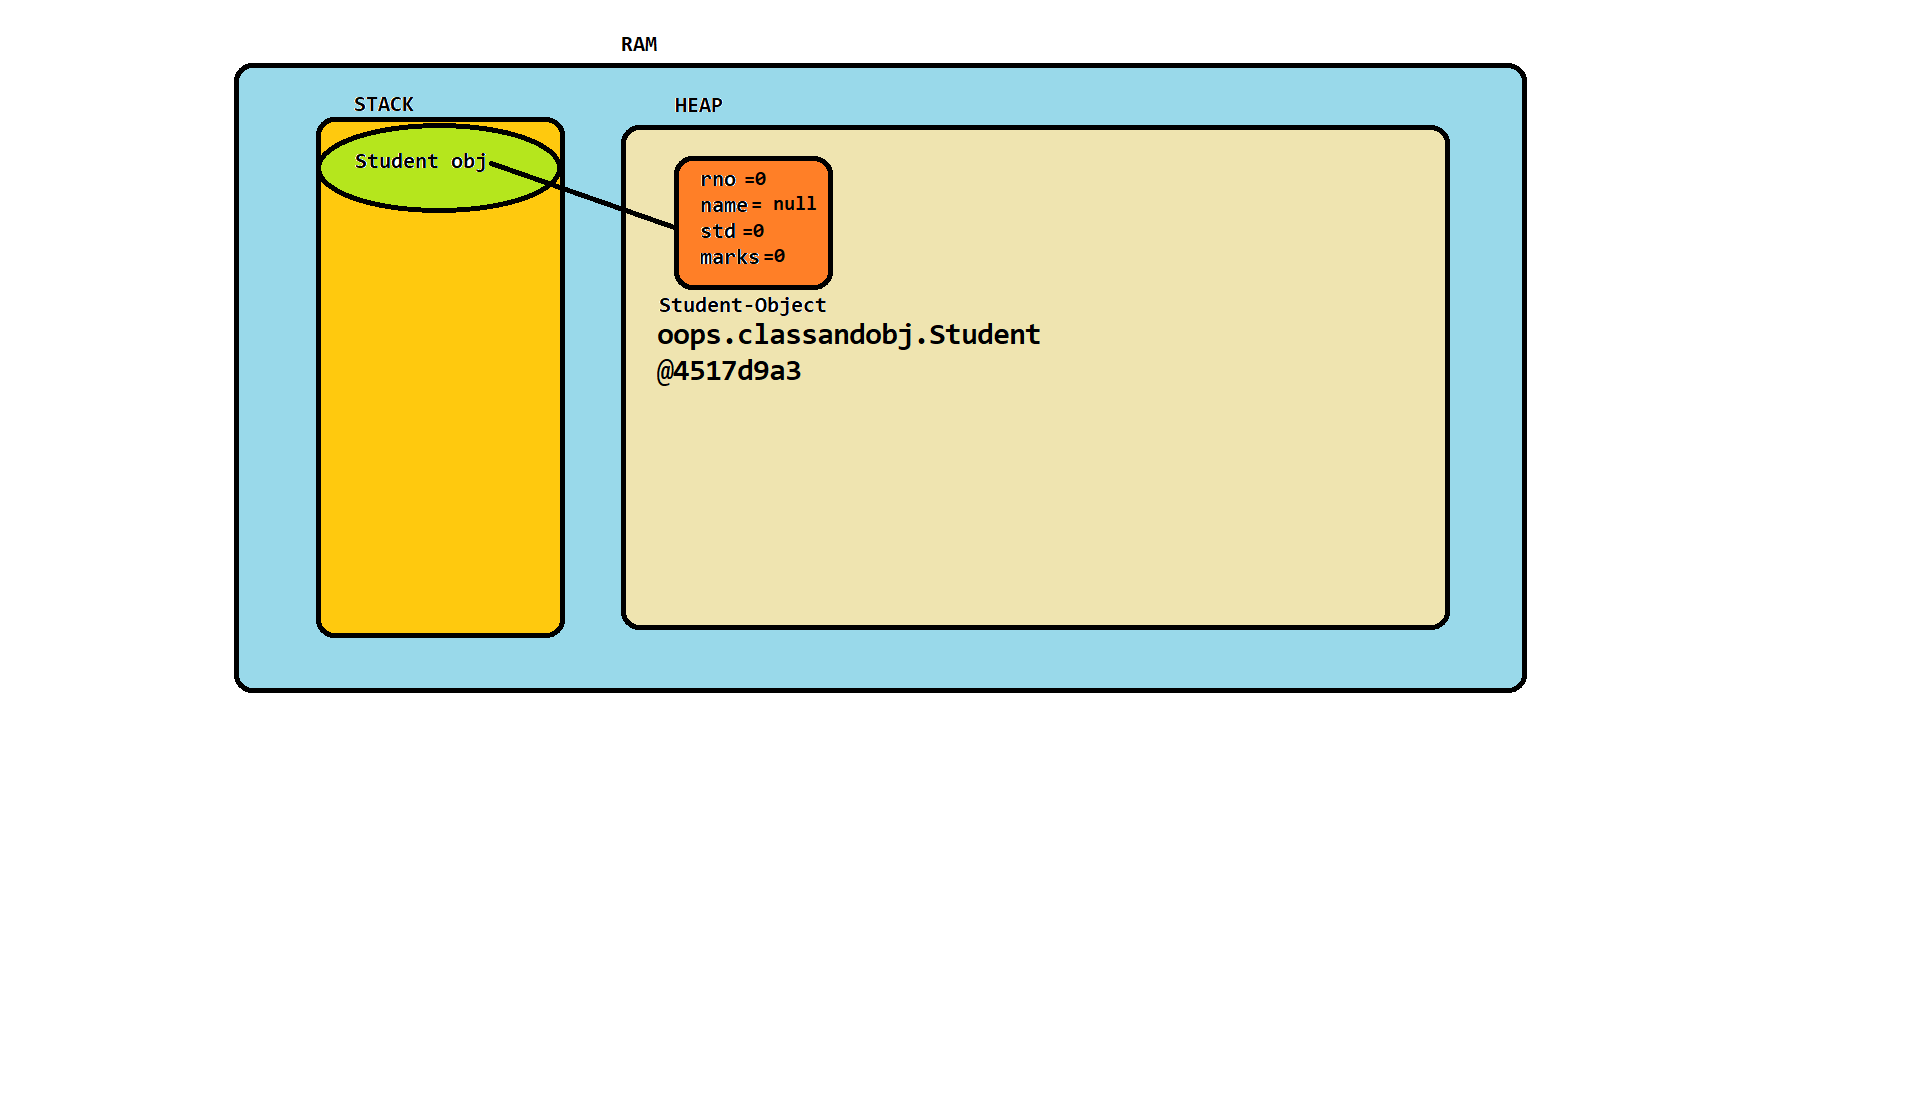 RAM
STACK
HEAP
Student obj
rno =0
name= null
std =0
marks=0
Student-Object
oops.classandobj.Student
@4517d9a3